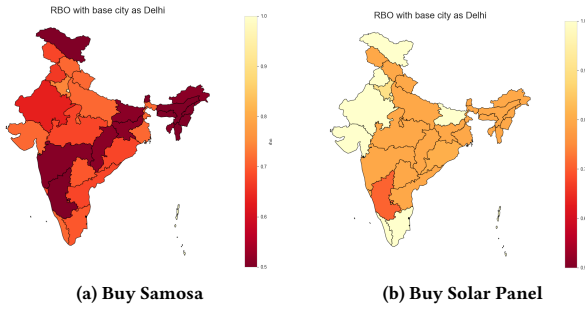 RBO with base city as Delhi
1.0
0.9
0.8
0.7
0.6
0.5
(a) Buy Samosa
RBO with base city as Delhi
(b) Buy Solar Panel